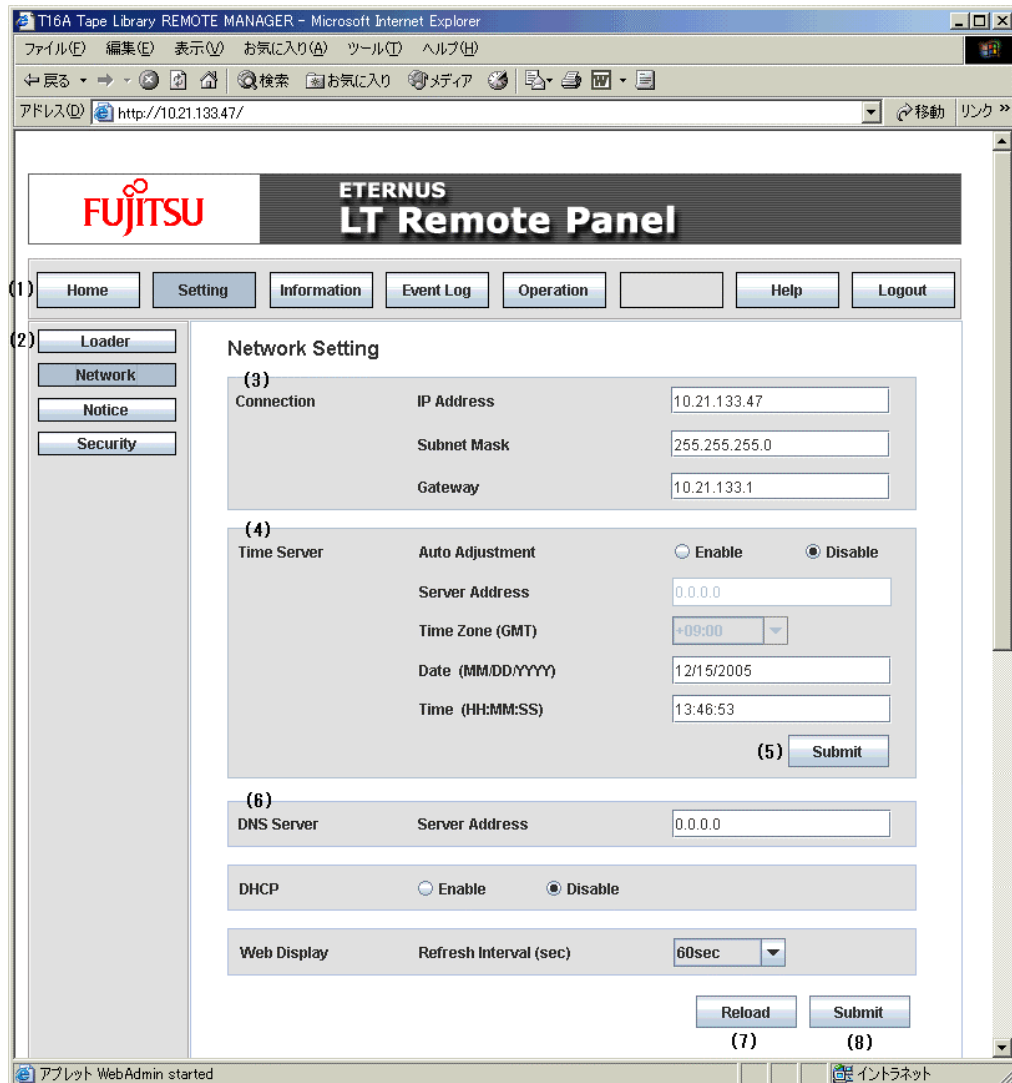 T16A Tape Library REMOTE MANAGER - Microsoft Internet Explorer
ファイル(F) 編集(E) 表示(V) お気に入り(A) ツール(T) ヘルプ(H)
戻る 検索 お気に入り メディア
アドレス(D) http://10.21.133.47/ 移動 リンク »
FUJITSU
ETERNUS
LT Remote Panel
(1) Home Setting Information Event Log Operation Help Logout
(2) Loader
Network
Notice
Security
Network Setting
(3)
Connection IP Address 10.21.133.47
Subnet Mask 255.255.255.0
Gateway 10.21.133.1
(4)
Time Server Auto Adjustment Enable Disable
Server Address 0.0.0.0
Time Zone (GMT) +09:00
Date (MM/DD/YYYY) 12/15/2005
Time (HH:MM:SS) 13:46:53
(5) Submit
(6)
DNS Server Server Address 0.0.0.0
DHCP Enable Disable
Web Display Refresh Interval (sec) 60sec
Reload Submit
(7) (8)
アプレット WebAdmin started イントラネット